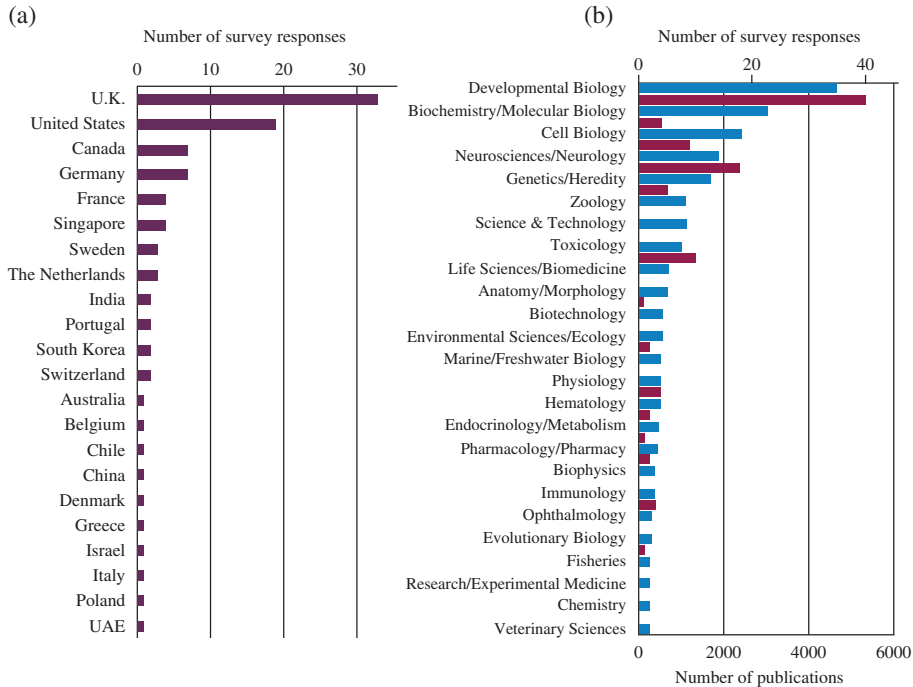 (a)
Number of survey responses
0 10 20 30
U.K.
United States
Canada
Germany
France
Singapore
Sweden
The Netherlands
India
Portugal
South Korea
Switzerland
Australia
Belgium
Chile
China
Denmark
Greece
Israel
Italy
Poland
UAE
(b)
Number of survey responses
0 20 40
Developmental Biology
Biochemistry/Molecular Biology
Cell Biology
Neurosciences/Neurology
Genetics/Heredity
Zoology
Science & Technology
Toxicology
Life Sciences/Biomedicine
Anatomy/Morphology
Biotechnology
Environmental Sciences/Ecology
Marine/Freshwater Biology
Physiology
Hematology
Endocrinology/Metabolism
Pharmacology/Pharmacy
Biophysics
Immunology
Ophthalmology
Evolutionary Biology
Fisheries
Research/Experimental Medicine
Chemistry
Veterinary Sciences
0 2000 4000 6000
Number of publications